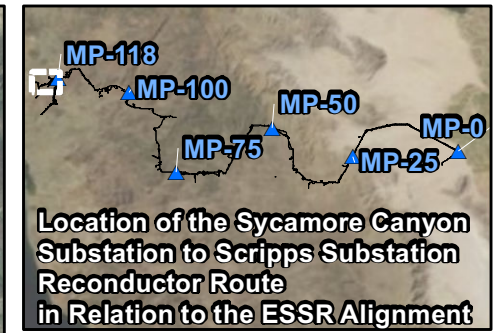 MP-118
MP-100
MP-50
MP-0
MP-75
MP-25
Location of the Sycamore Canyon
Substation to Scripps Substation
Reconductor Route
in Relation to the ESSR Alignment